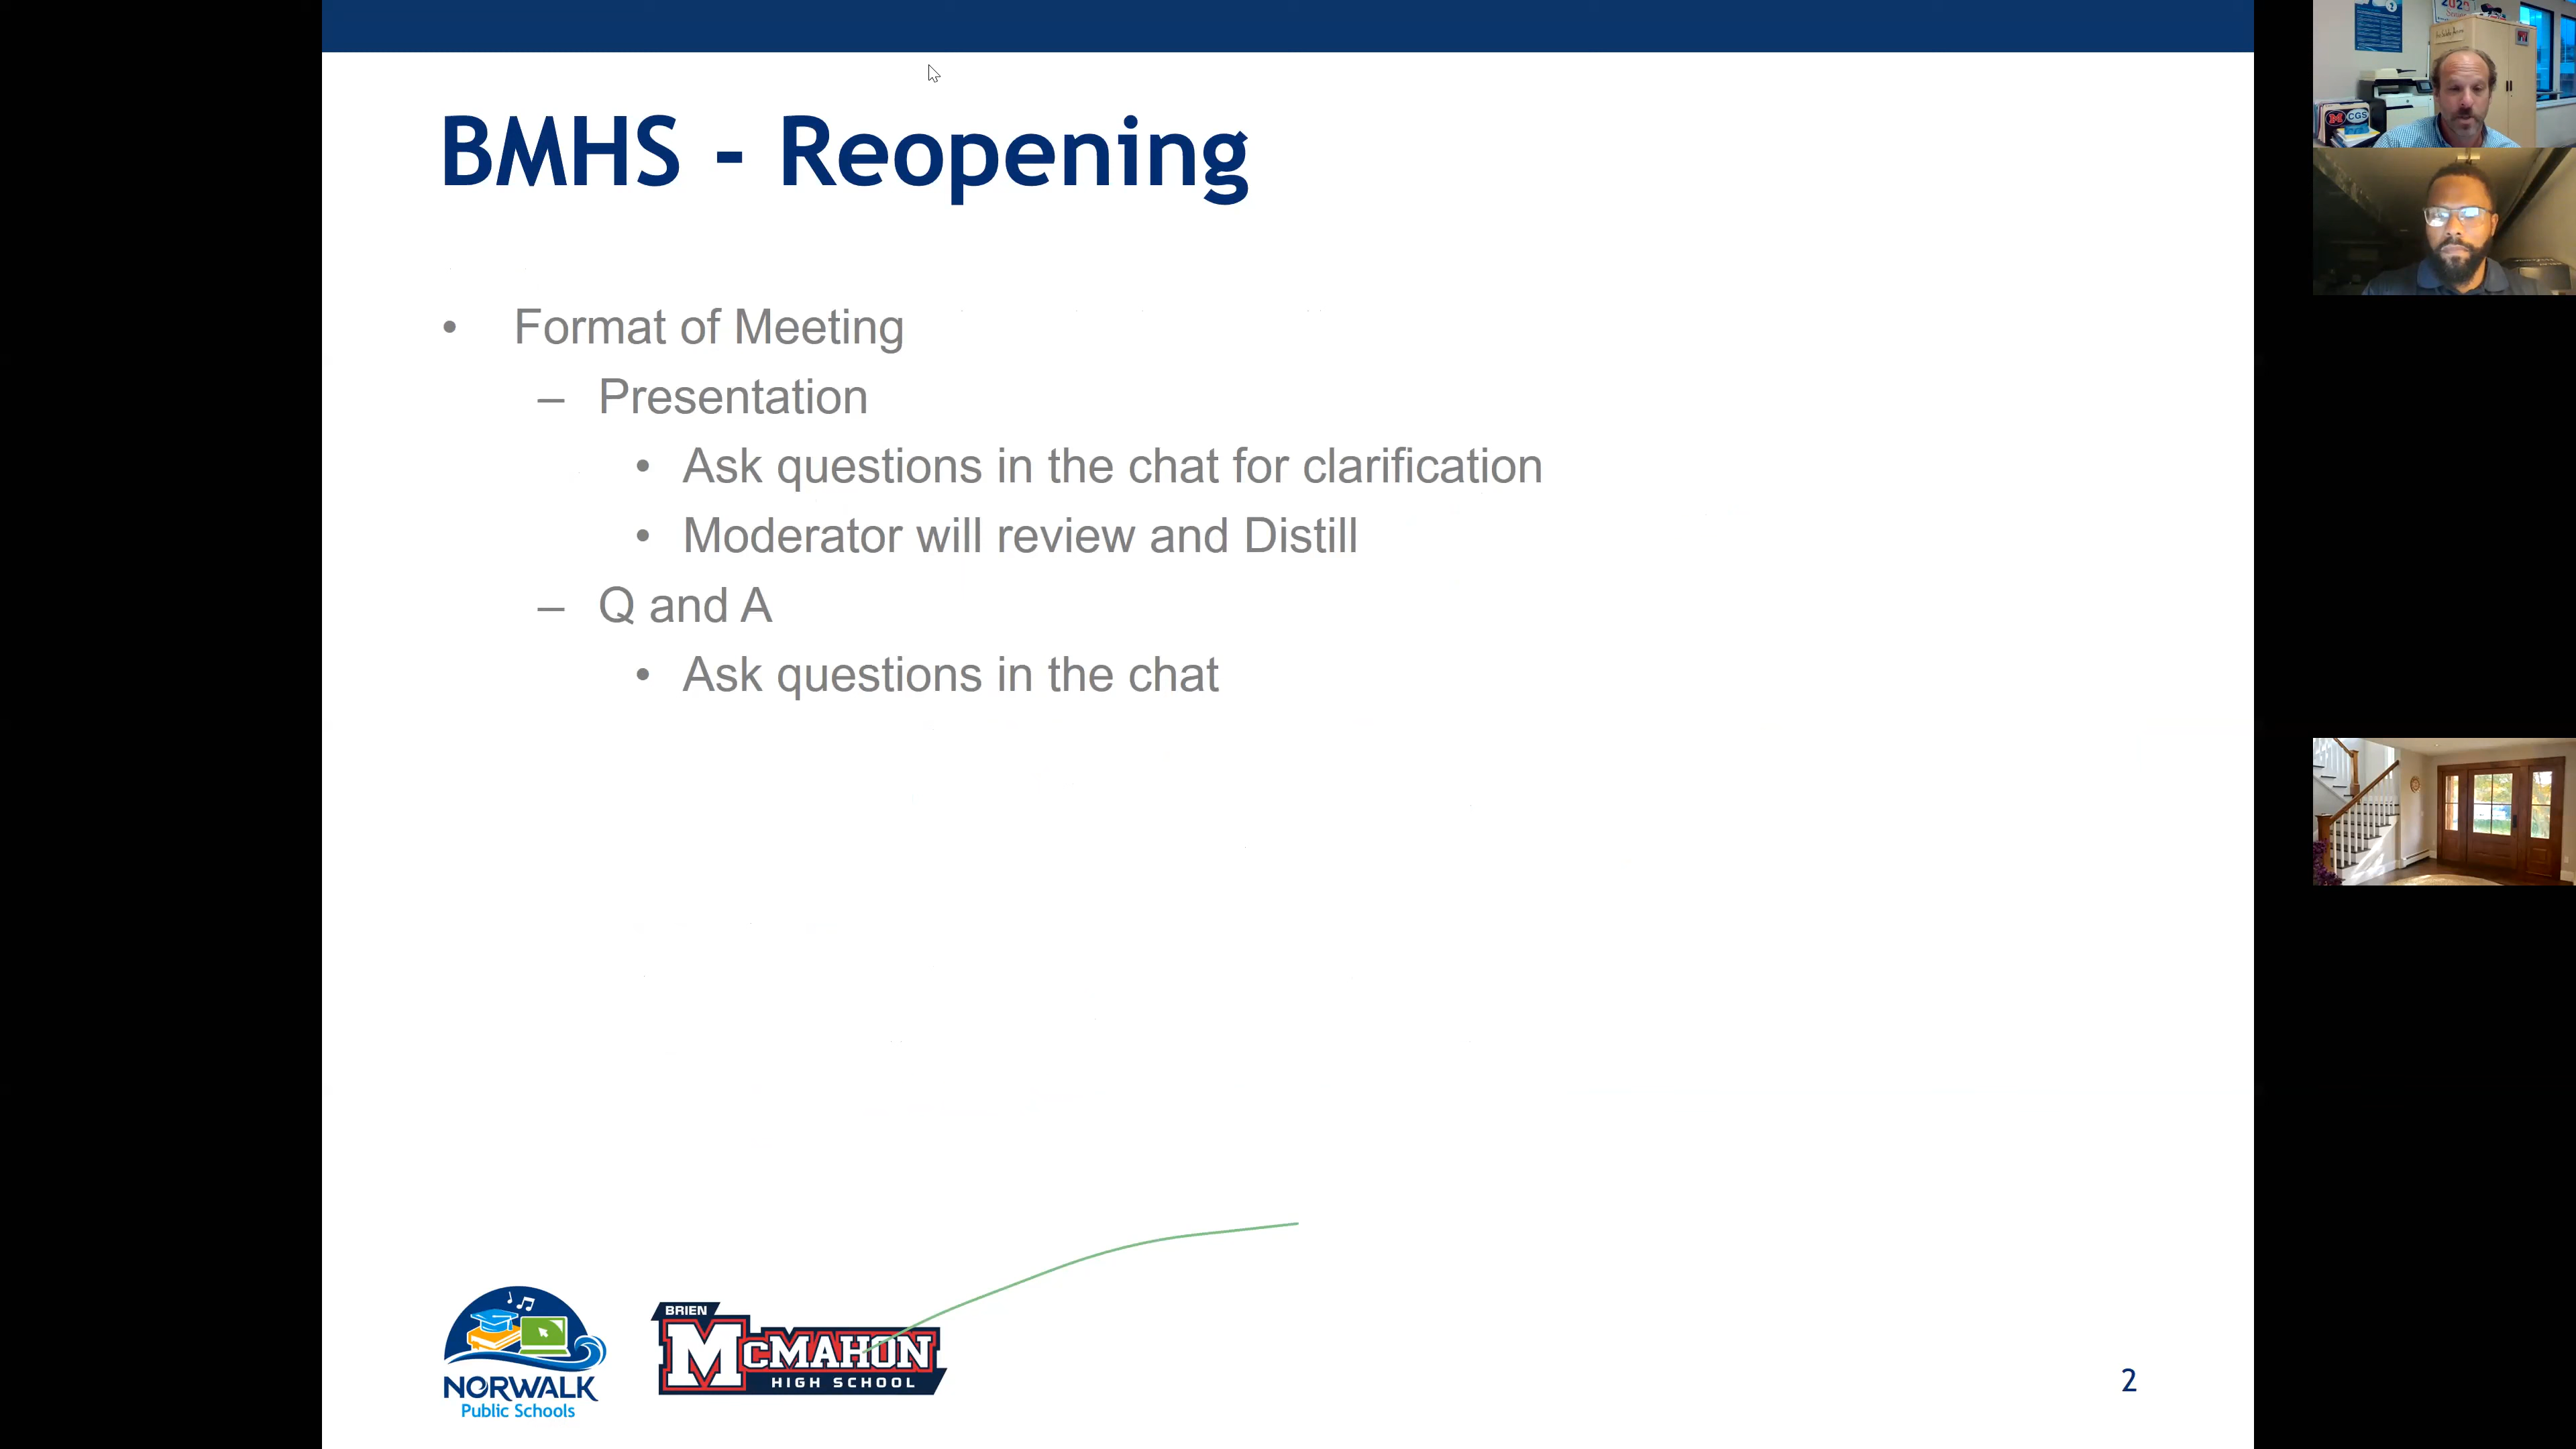 BMHS - Reopening
• Format of Meeting
– Presentation
• Ask questions in the chat for clarification
• Moderator will review and Distill
– Q and A
• Ask questions in the chat
BRIEN
MCMAHON
HIGH SCHOOL
NORWALK
Public Schools
2
M CGS